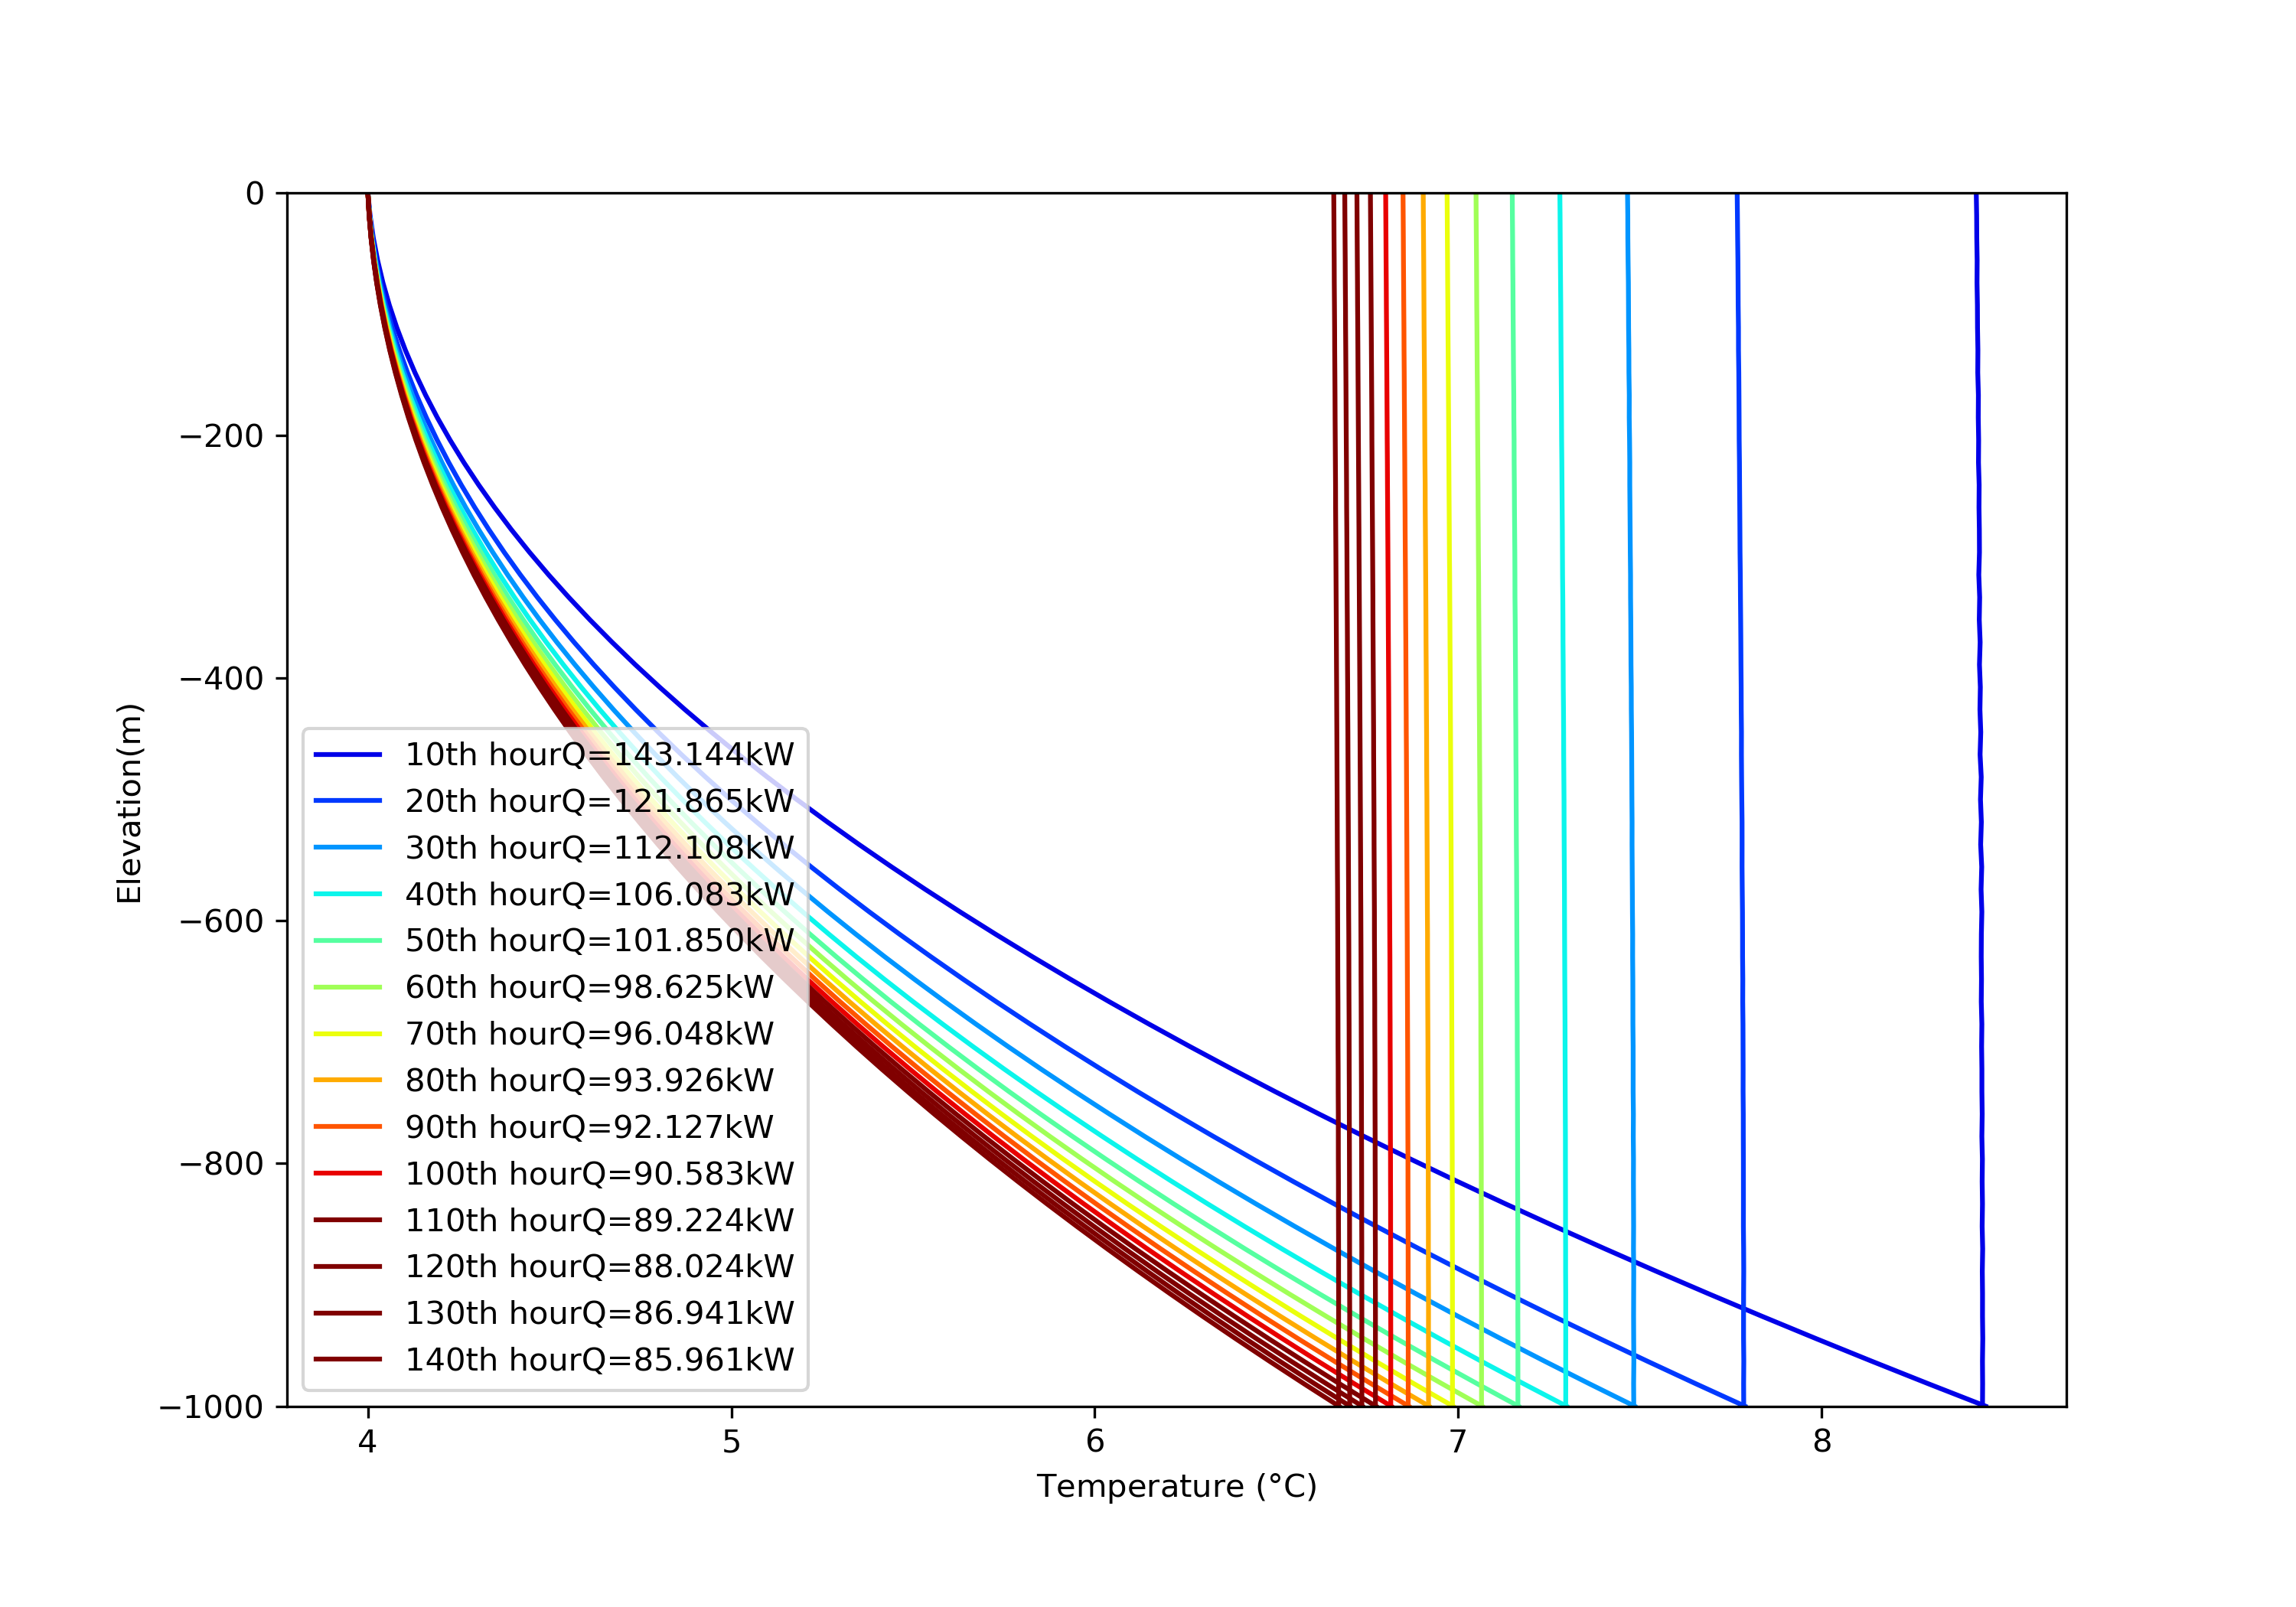 0
−200
−400
−600
−800
−1000
Elevation(m)
10th hourQ=143.144kW
20th hourQ=121.865kW
30th hourQ=112.108kW
40th hourQ=106.083kW
50th hourQ=101.850kW
60th hourQ=98.625kW
70th hourQ=96.048kW
80th hourQ=93.926kW
90th hourQ=92.127kW
100th hourQ=90.583kW
110th hourQ=89.224kW
120th hourQ=88.024kW
130th hourQ=86.941kW
140th hourQ=85.961kW
4 5 6 7 8
Temperature (°C)